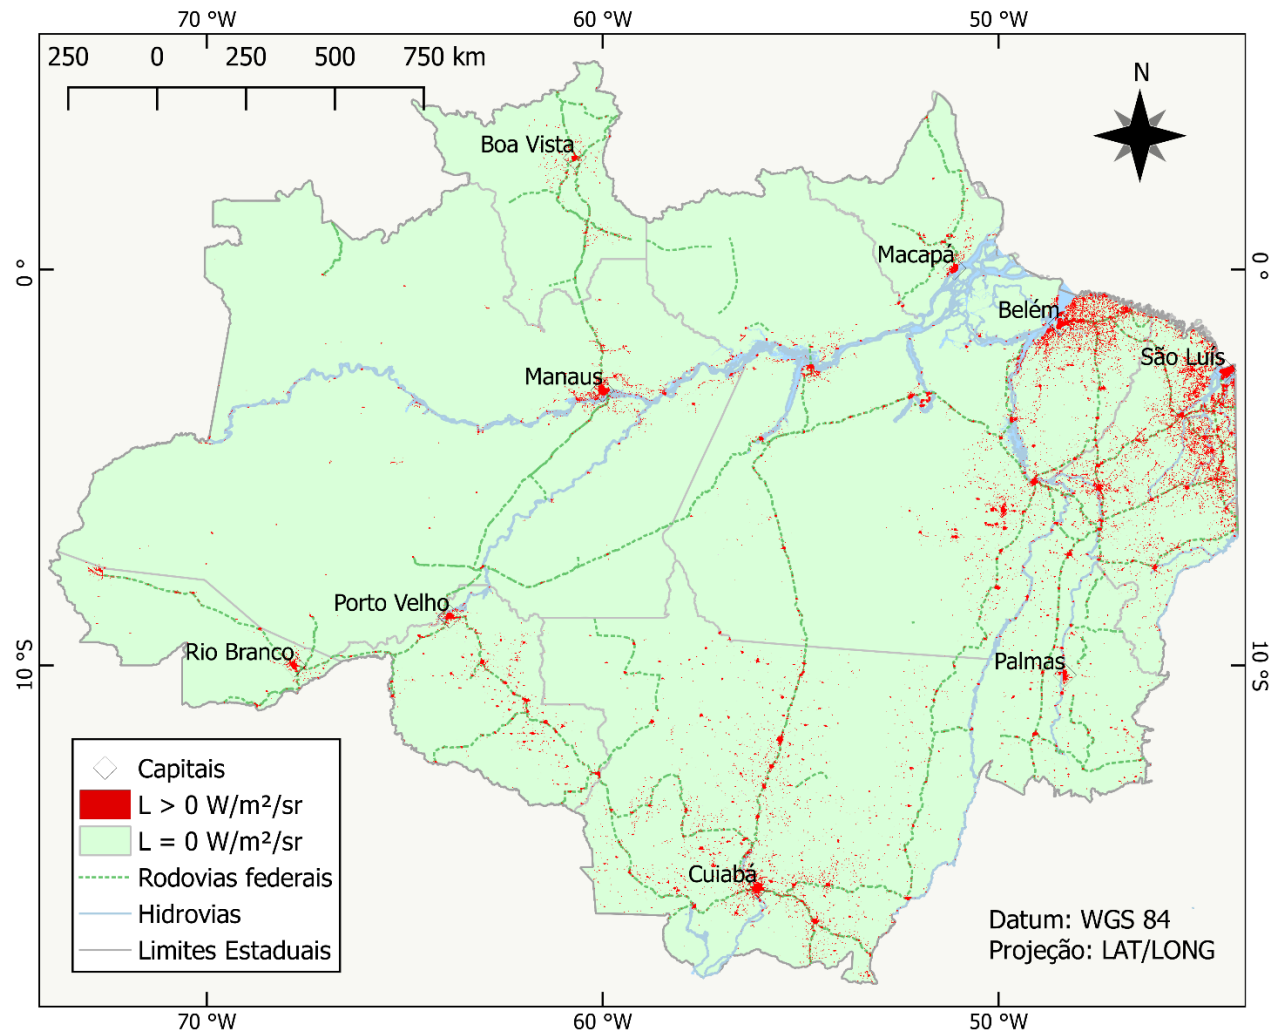 70 °W 60 °W 50 °W
250 0 250 500 750 km
N
Boa Vista
Macapá
0 °
0 °
Belém
São Luís
Manaus
Porto Velho
Rio Branco
Palmas
10 °S
10 °S
Capitais
L > 0 W/m²/sr
L = 0 W/m²/sr
Rodovias federais
Hidrovias
Limites Estaduais
Cuiabá
Datum: WGS 84
Projeção: LAT/LONG
70 °W 60 °W 50 °W